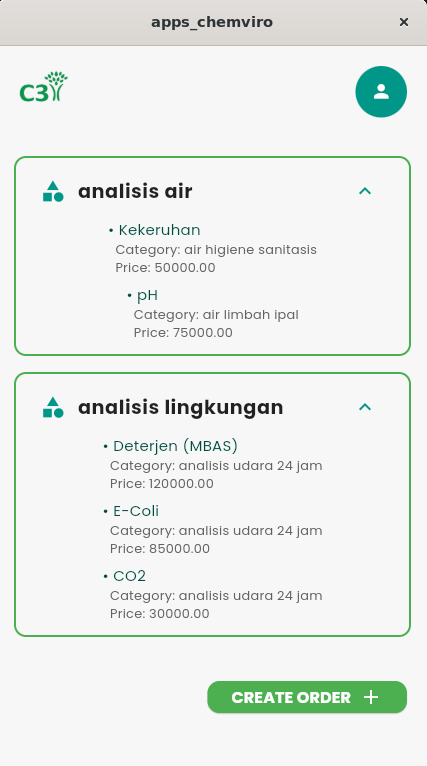 apps_chemviro
C3
analisis air
• Kekeruhan
Category: air higiene sanitasis
Price: 50000.00
• pH
Category: air limbah ipal
Price: 75000.00
analisis lingkungan
• Deterjen (MBAS)
Category: analisis udara 24 jam
Price: 120000.00
• E-Coli
Category: analisis udara 24 jam
Price: 85000.00
• CO2
Category: analisis udara 24 jam
Price: 30000.00
CREATE ORDER